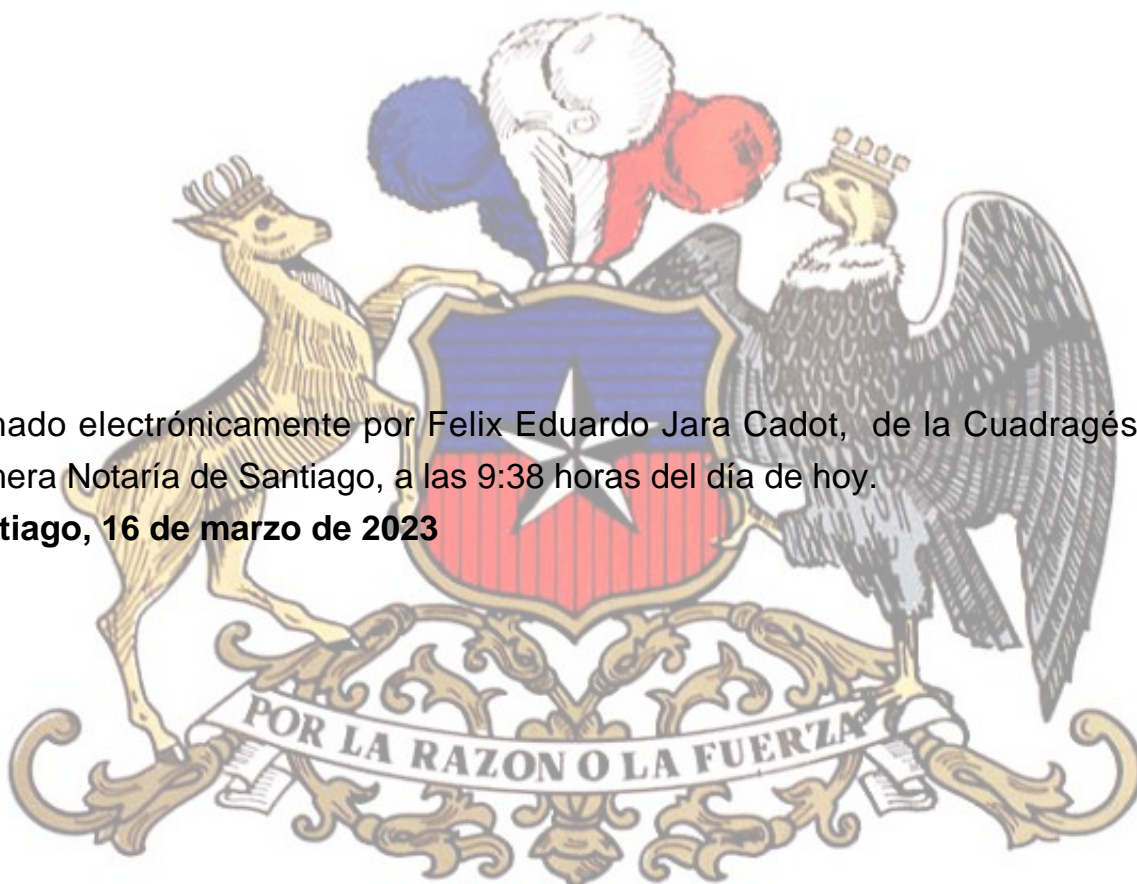 nado electrónicamente por Felix Eduardo Jara Cadot, de la Cuadragés
nera Notaría de Santiago, a las 9:38 horas del día de hoy.
tiago, 16 de marzo de 2023
POR LA RAZON O LA FUERZA